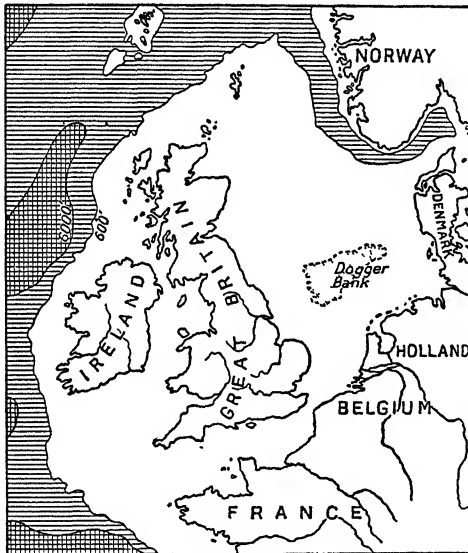 NORWAY
DENMARK
6000'
600'
Dogger
Bank
GREAT BRITAIN
IRELAND
HOLLAND
BELGIUM
FRANCE